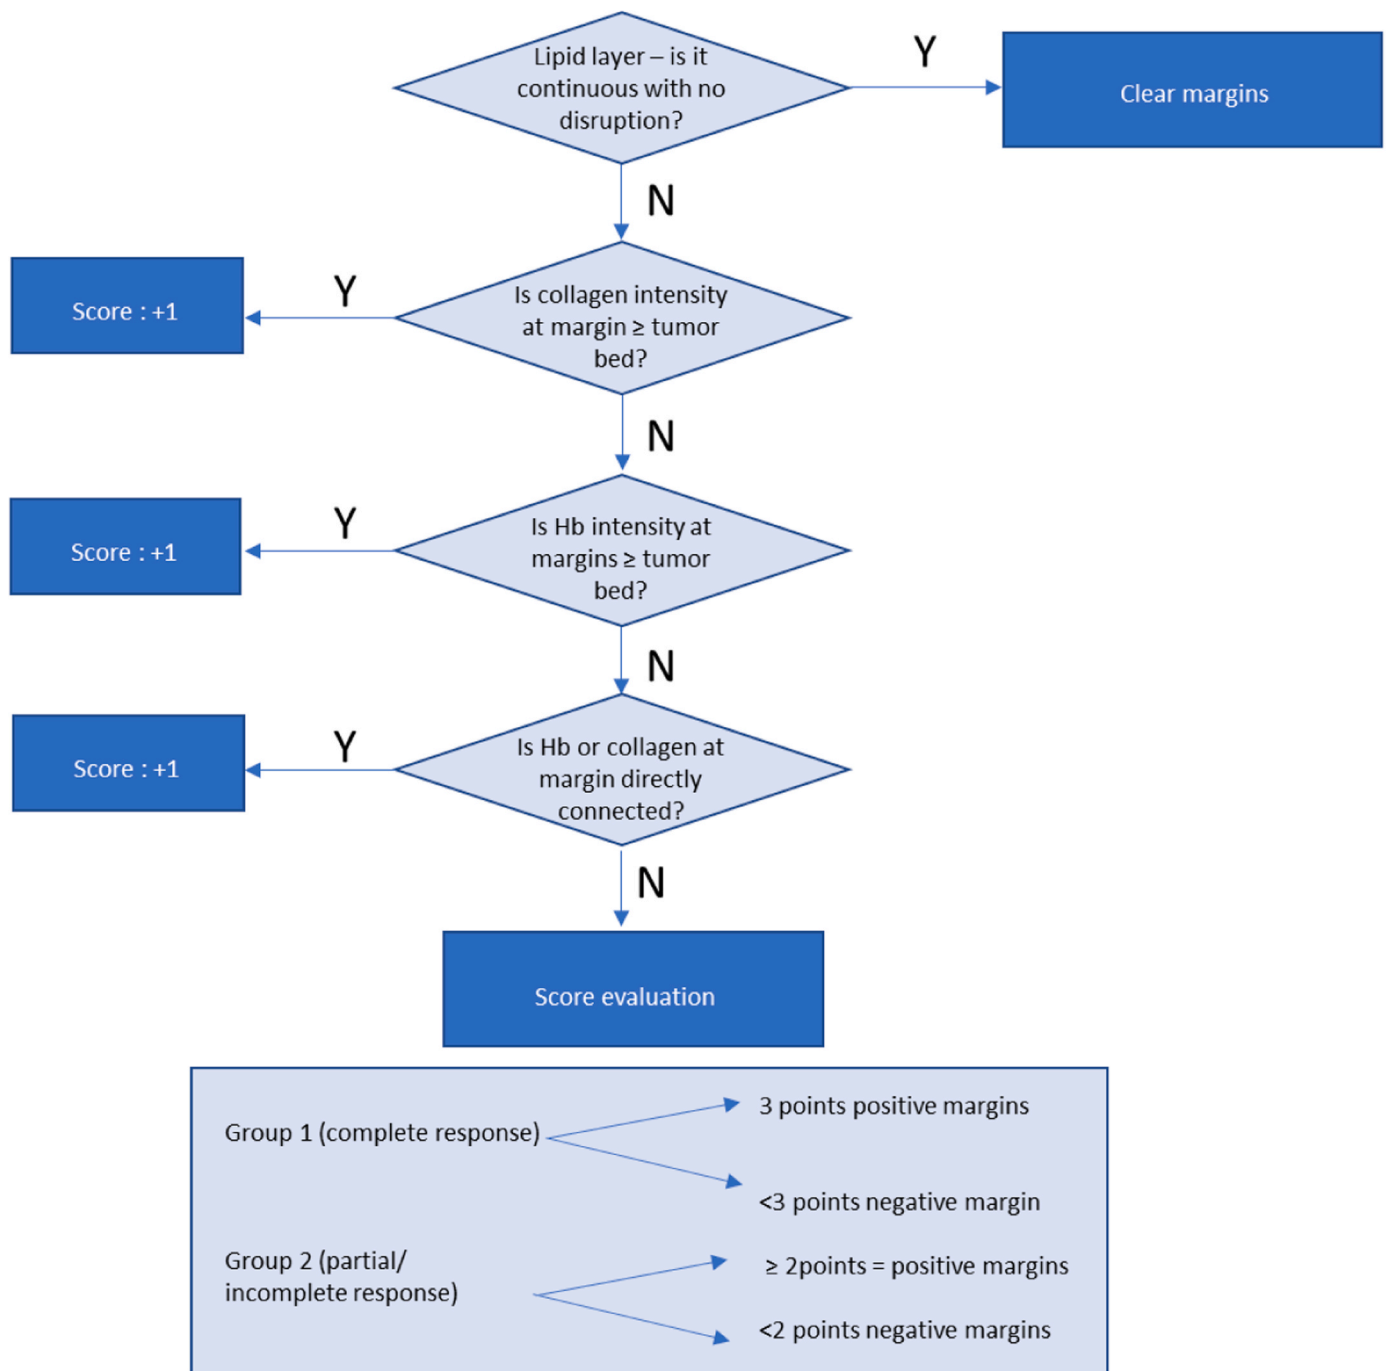 Lipid layer – is it
continuous with no
disruption?
Y
Clear margins
N
Is collagen intensity
at margin ≥ tumor
bed?
Y
Score : +1
N
Is Hb intensity at
margins ≥ tumor
bed?
Y
Score : +1
N
Is Hb or collagen at
margin directly
connected?
Y
Score : +1
N
Score evaluation
Group 1 (complete response)
3 points positive margins
<3 points negative margin
Group 2 (partial/
incomplete response)
≥ 2points = positive margins
<2 points negative margins